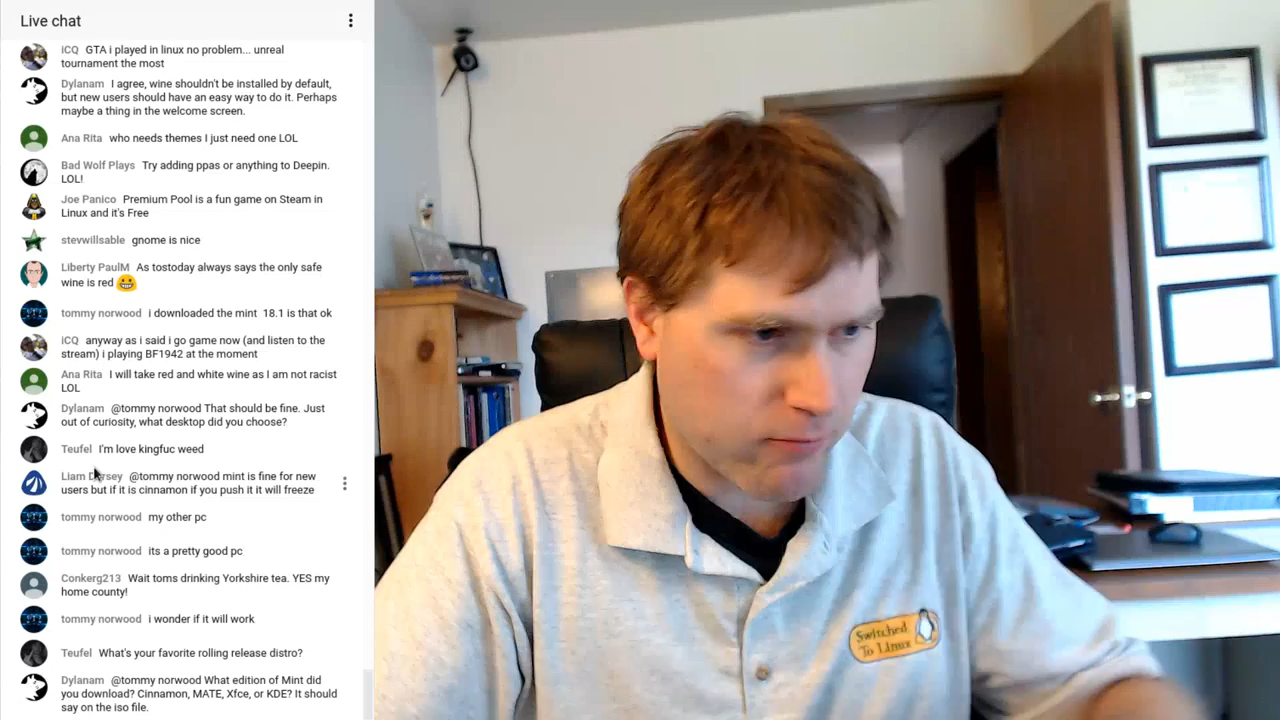 Live chat
ICQ GTA i played in linux no problem... unreal
tournament the most
Dylanam I agree, wine shouldn't be installed by default,
but new users should have an easy way to do it. Perhaps
maybe a thing in the welcome screen.
Ana Rita who needs themes I just need one LOL
Bad Wolf Plays Try adding ppas or anything to Deepin.
LOL!
Joe Panico Premium Pool is a fun game on Steam in
Linux and it's Free
stevwillsable gnome is nice
Liberty PaulM As tostoday always says the only safe
wine is red 😀
tommy norwood i downloaded the mint 18.1 is that ok
ICQ anyway as i said i go game now (and listen to the
stream) i playing BF1942 at the moment
Ana Rita I will take red and white wine as I am not racist
LOL
Dylanam @tommy norwood That should be fine. Just
out of curiosity, what desktop did you choose?
Teufel I'm love kingfuc weed
Liam @tommy norwood mint is fine for new
users but if it is cinnamon if you push it it will freeze
tommy norwood my other pc
tommy norwood its a pretty good pc
Conkerg213 Wait toms drinking Yorkshire tea. YES my
home county!
tommy norwood i wonder if it will work
Teufel What's your favorite rolling release distro?
Dylanam @tommy norwood What edition of Mint did
you download? Cinnamon, MATE, Xfce, or KDE? It should
say on the iso file.
Switched
To Linux